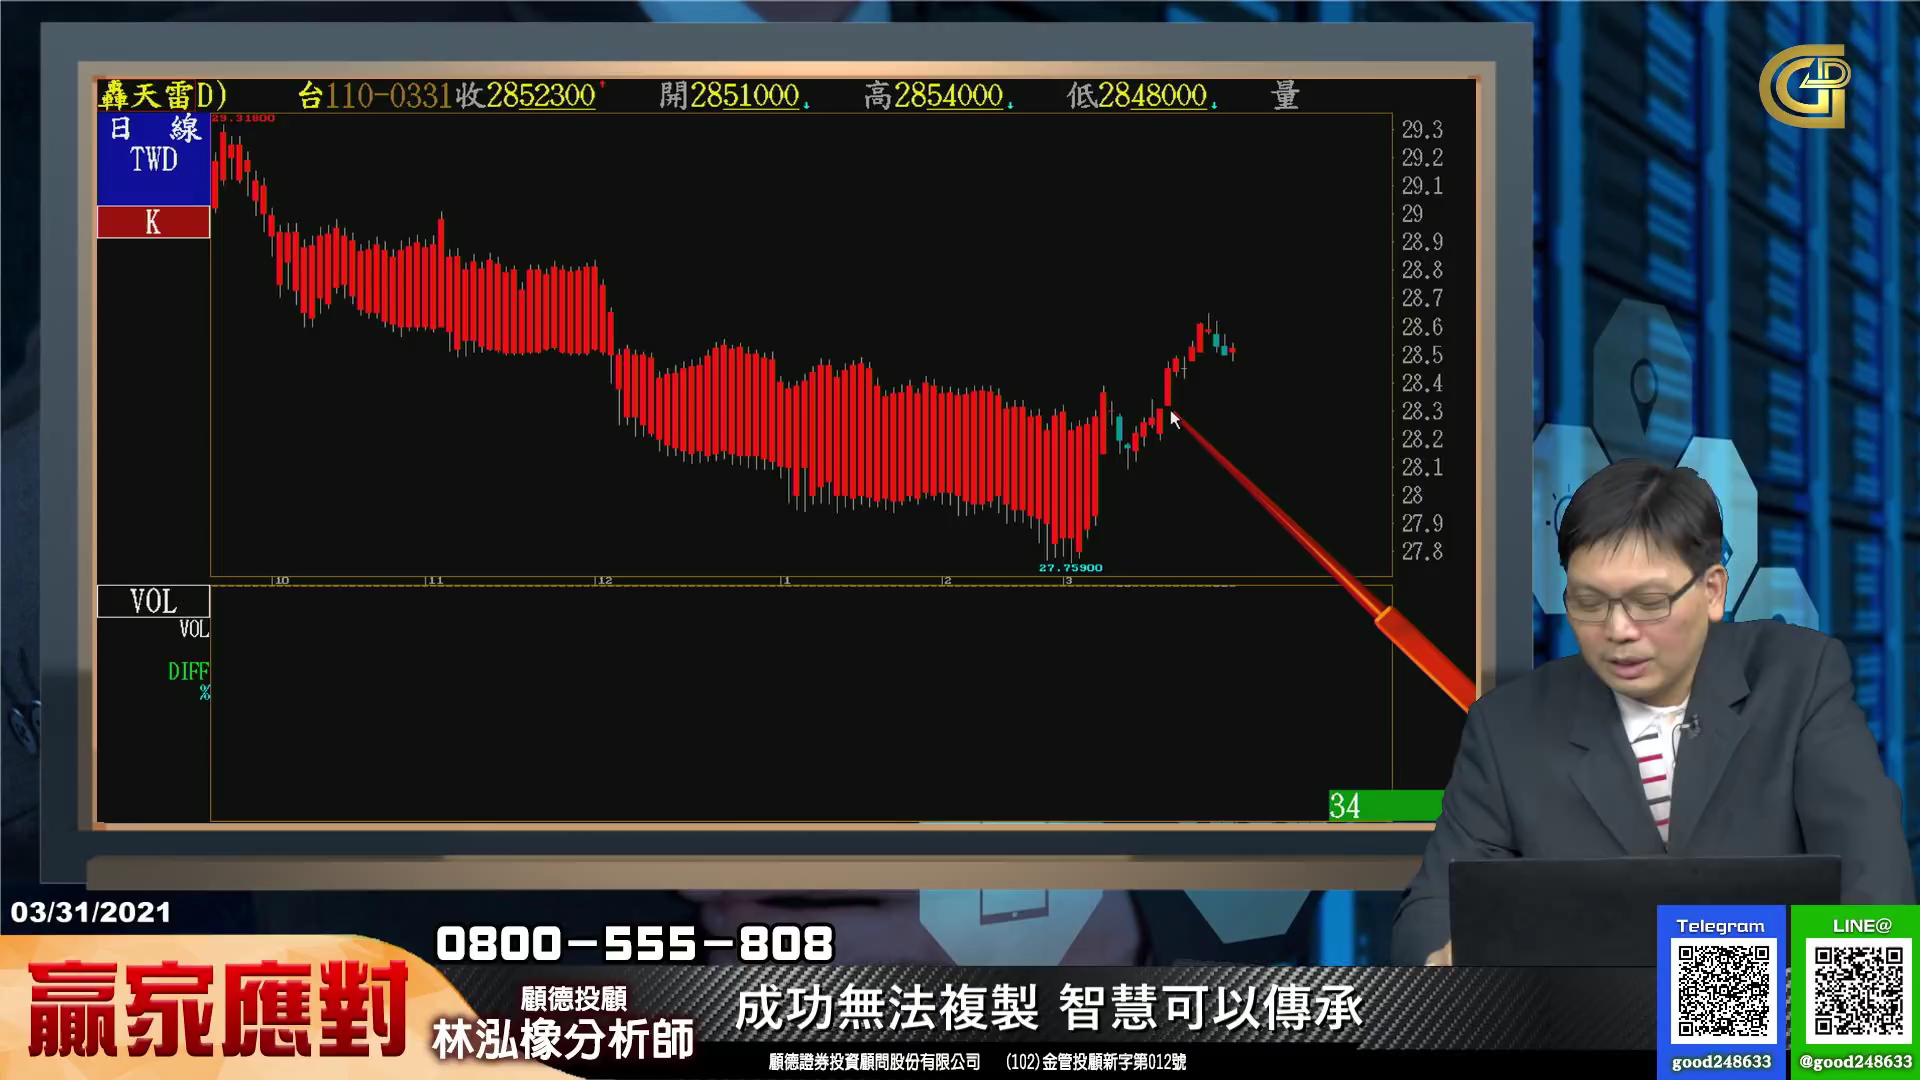 轟天雷D)
台110-0331收2852300 開2851000 高2854000 低2848000 量
日 線
TWD
K
29.31800
29.3
29.2
29.1
29
28.9
28.8
28.7
28.6
28.5
28.4
28.3
28.2
28.1
28
27.9
27.8
27.75900
10 11 12 1 2 3
VOL
VOL
DIFF
%
34
03/31/2021
0800-555-808
贏家應對
顧德投顧
林泓橡分析師
成功無法複製 智慧可以傳承
顧德證券投資顧問股份有限公司 (102)金管投顧新字第012號
Telegram
good248633
LINE@
@good248633